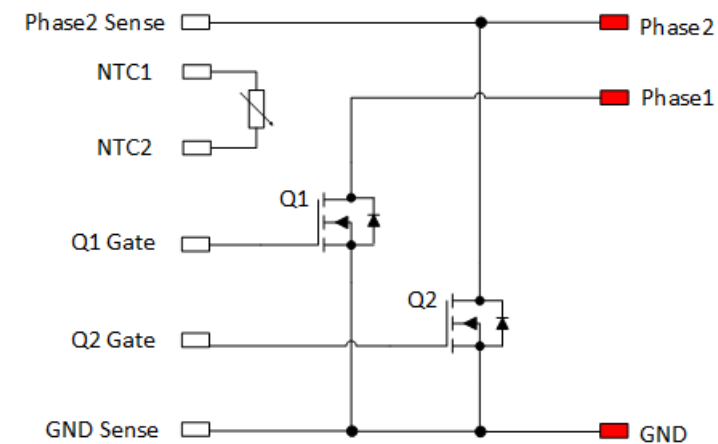 Phase2 Sense
Phase2
NTC1
Phase1
NTC2
Q1
Q1 Gate
Q2
Q2 Gate
GND Sense
GND